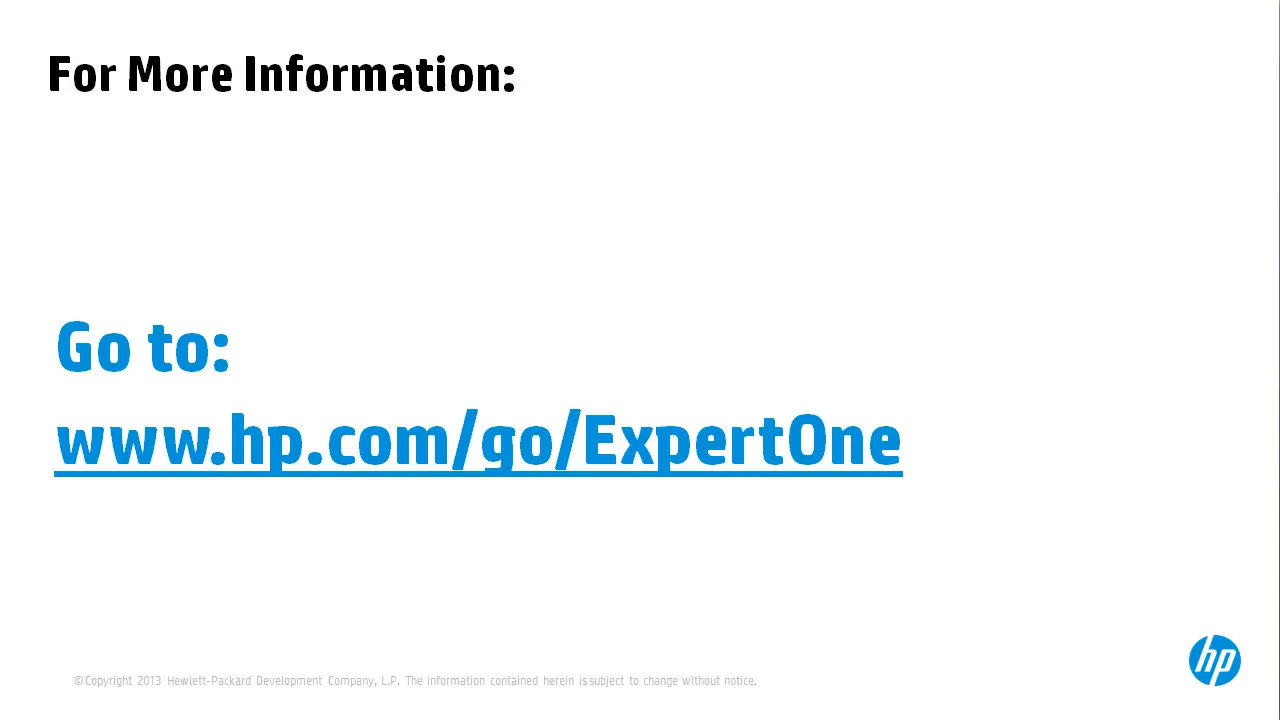 For More Information:
Go to:
www.hp.com/go/ExpertOne
hp
© Copyright 2013 Hewlett-Packard Development Company, L.P. The information contained herein is subject to change without notice.